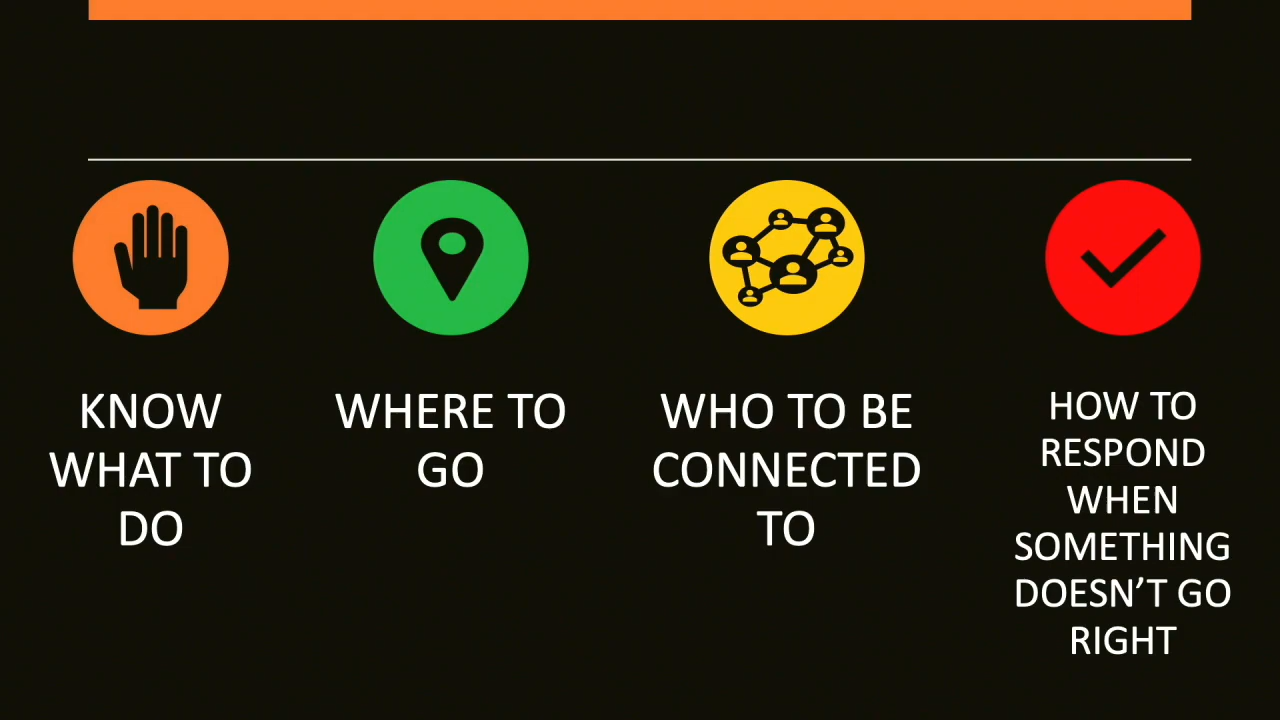 KNOW
WHAT TO
DO
WHERE TO
GO
WHO TO BE
CONNECTED
TO
HOW TO
RESPOND
WHEN
SOMETHING
DOESN’T GO
RIGHT